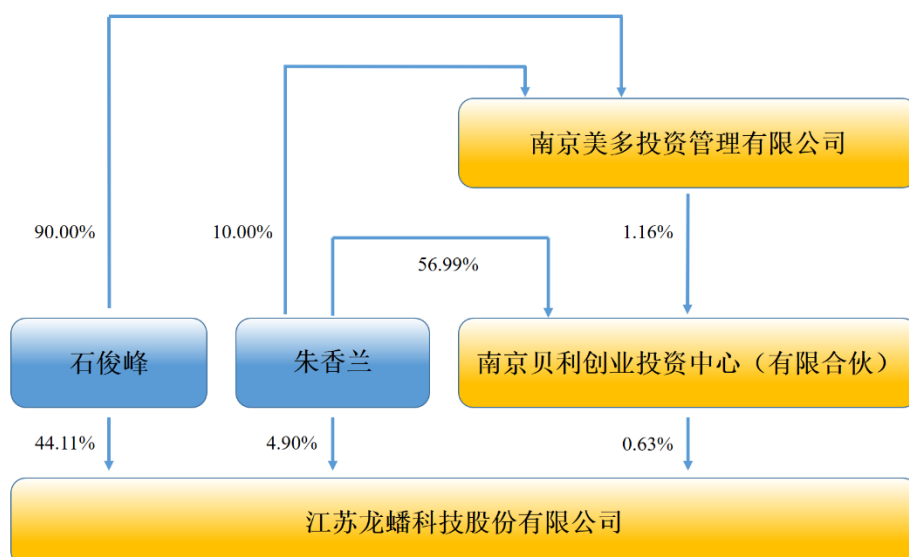 南京美多投资管理有限公司
90.00%
10.00%
1.16%
56.99%
石俊峰
朱香兰
南京贝利创业投资中心（有限合伙）
44.11%
4.90%
0.63%
江苏龙蟠科技股份有限公司